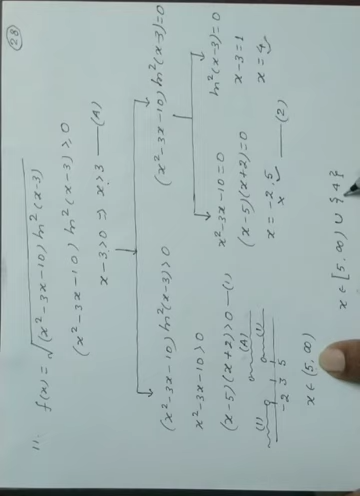 (28)
11. f(x) = √((x²-3x-10) ln²(x-3))
(x²-3x-10) ln²(x-3) ≥ 0
x-3>0 ⇒ x>3 —(A)
(x²-3x-10) ln²(x-3) > 0
x²-3x-10 > 0
(x-5)(x+2) > 0 —(1)
(1) (A) (1)
-2 3 5
x ∈ (5, ∞)
(x²-3x-10) ln²(x-3) = 0
x²-3x-10 = 0
(x-5)(x+2) = 0
x = -2, 5
x ✓
—(2)
ln²(x-3) = 0
x-3 = 1
x = 4 ✓
x ∈ [5, ∞) ∪ {4}